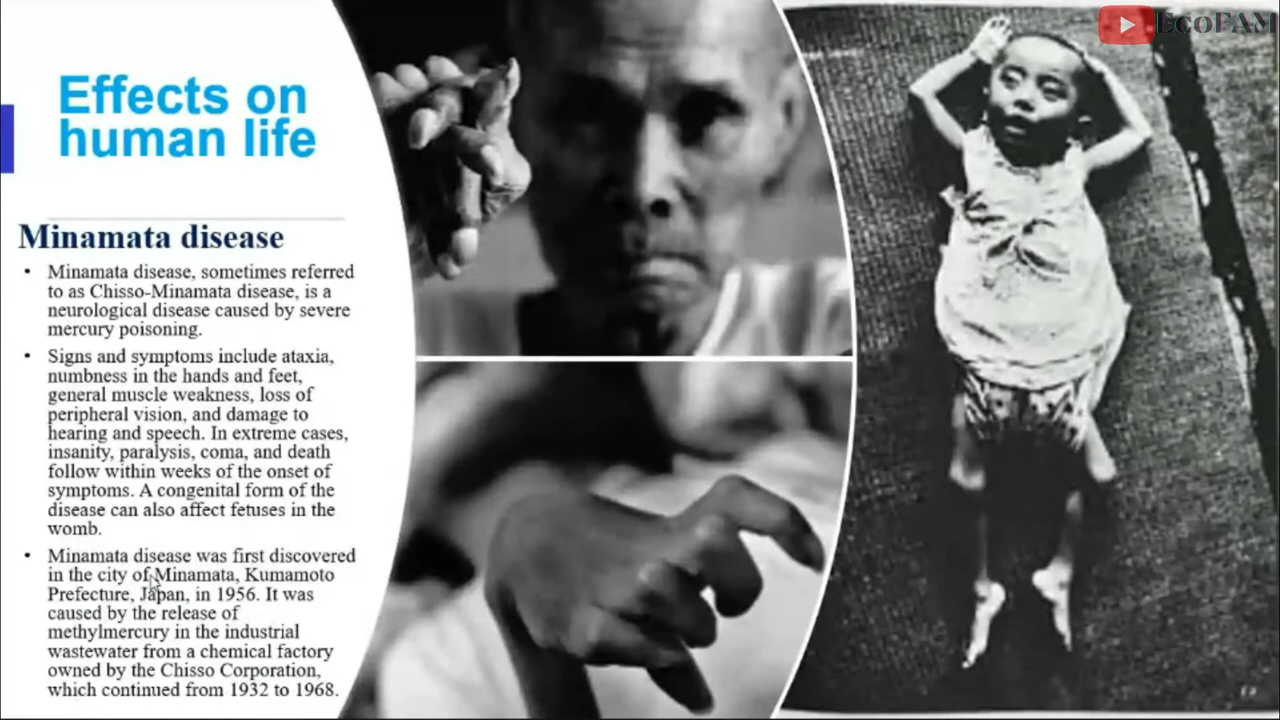 EcoFAM
Effects on
human life
Minamata disease
• Minamata disease, sometimes referred
to as Chisso-Minamata disease, is a
neurological disease caused by severe
mercury poisoning.
• Signs and symptoms include ataxia,
numbness in the hands and feet,
general muscle weakness, loss of
peripheral vision, and damage to
hearing and speech. In extreme cases,
insanity, paralysis, coma, and death
follow within weeks of the onset of
symptoms. A congenital form of the
disease can also affect fetuses in the
womb.
• Minamata disease was first discovered
in the city of Minamata, Kumamoto
Prefecture, Japan, in 1956. It was
caused by the release of
methylmercury in the industrial
wastewater from a chemical factory
owned by the Chisso Corporation,
which continued from 1932 to 1968.